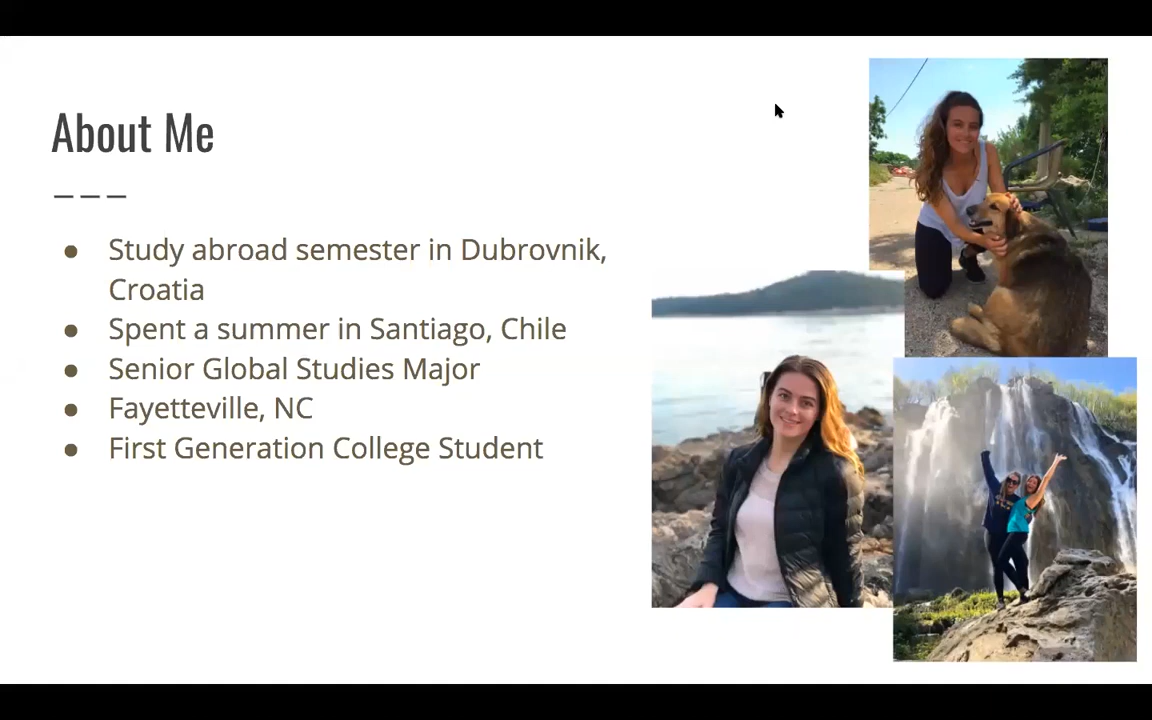 About Me
● Study abroad semester in Dubrovnik,
Croatia
● Spent a summer in Santiago, Chile
● Senior Global Studies Major
● Fayetteville, NC
● First Generation College Student